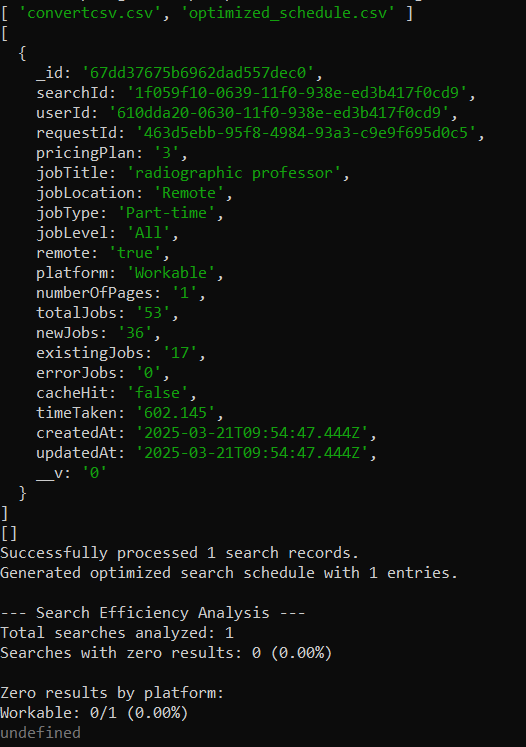 [ 'convertcsv.csv', 'optimized_schedule.csv' ]
[
  {
    _id: '67dd37675b6962dad557dec0',
    searchId: '1f059f10-0639-11f0-938e-ed3b417f0cd9',
    userId: '610dda20-0630-11f0-938e-ed3b417f0cd9',
    requestId: '463d5ebb-95f8-4984-93a3-c9e9f695d0c5',
    pricingPlan: '3',
    jobTitle: 'radiographic professor',
    jobLocation: 'Remote',
    jobType: 'Part-time',
    jobLevel: 'All',
    remote: 'true',
    platform: 'Workable',
    numberOfPages: '1',
    totalJobs: '53',
    newJobs: '36',
    existingJobs: '17',
    errorJobs: '0',
    cacheHit: 'false',
    timeTaken: '602.145',
    createdAt: '2025-03-21T09:54:47.444Z',
    updatedAt: '2025-03-21T09:54:47.444Z',
    __v: '0'
  }
]
[]
Successfully processed 1 search records.
Generated optimized search schedule with 1 entries.

--- Search Efficiency Analysis ---
Total searches analyzed: 1
Searches with zero results: 0 (0.00%)

Zero results by platform:
Workable: 0/1 (0.00%)
undefined